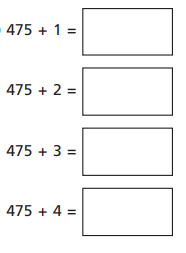 475 + 1 =
475 + 2 =
475 + 3 =
475 + 4 =